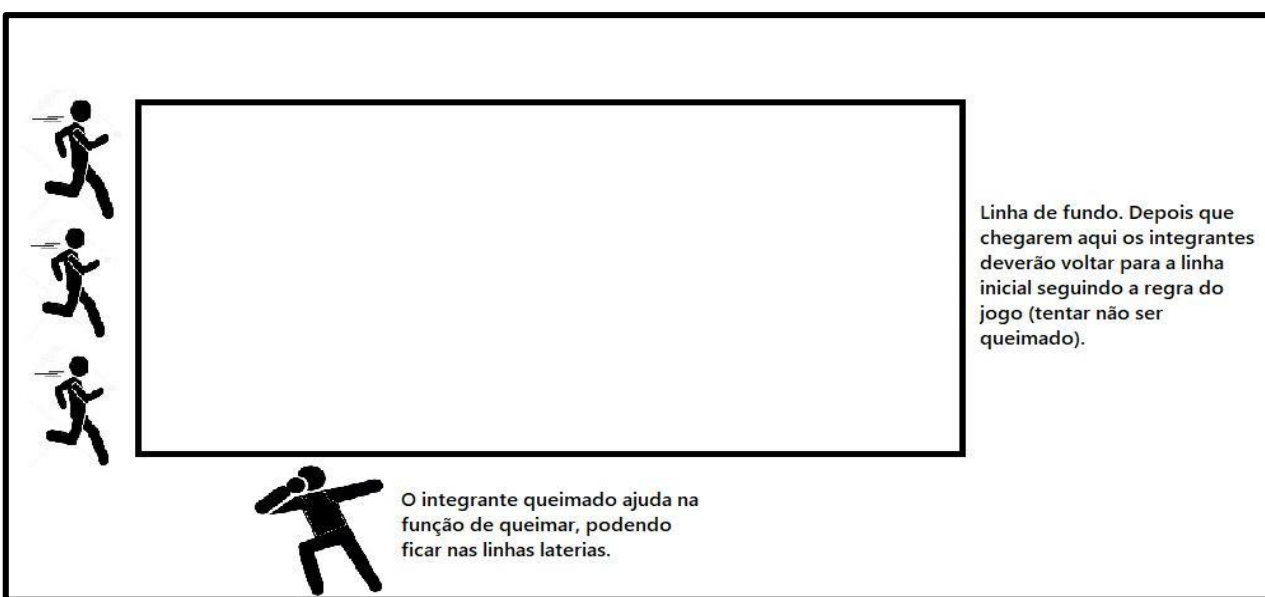 Linha de fundo. Depois que
chegarem aqui os integrantes
deverão voltar para a linha
inicial seguindo a regra do
jogo (tentar não ser
queimado).
O integrante queimado ajuda na
função de queimar, podendo
ficar nas linhas laterias.